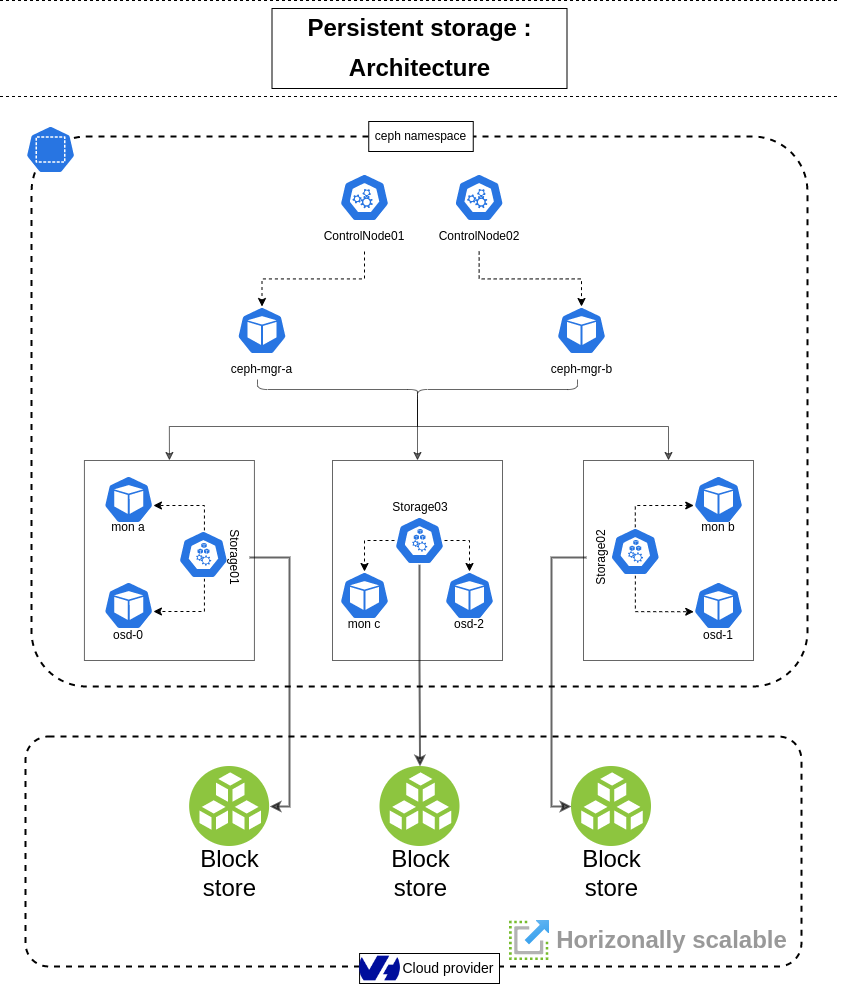 Persistent storage :
Architecture
ceph namespace
ControlNode01
ControlNode02
ceph-mgr-a
ceph-mgr-b
mon a
Storage01
osd-0
Storage03
mon c
osd-2
Storage02
mon b
osd-1
Block
store
Block
store
Block
store
Horizonally scalable
Cloud provider